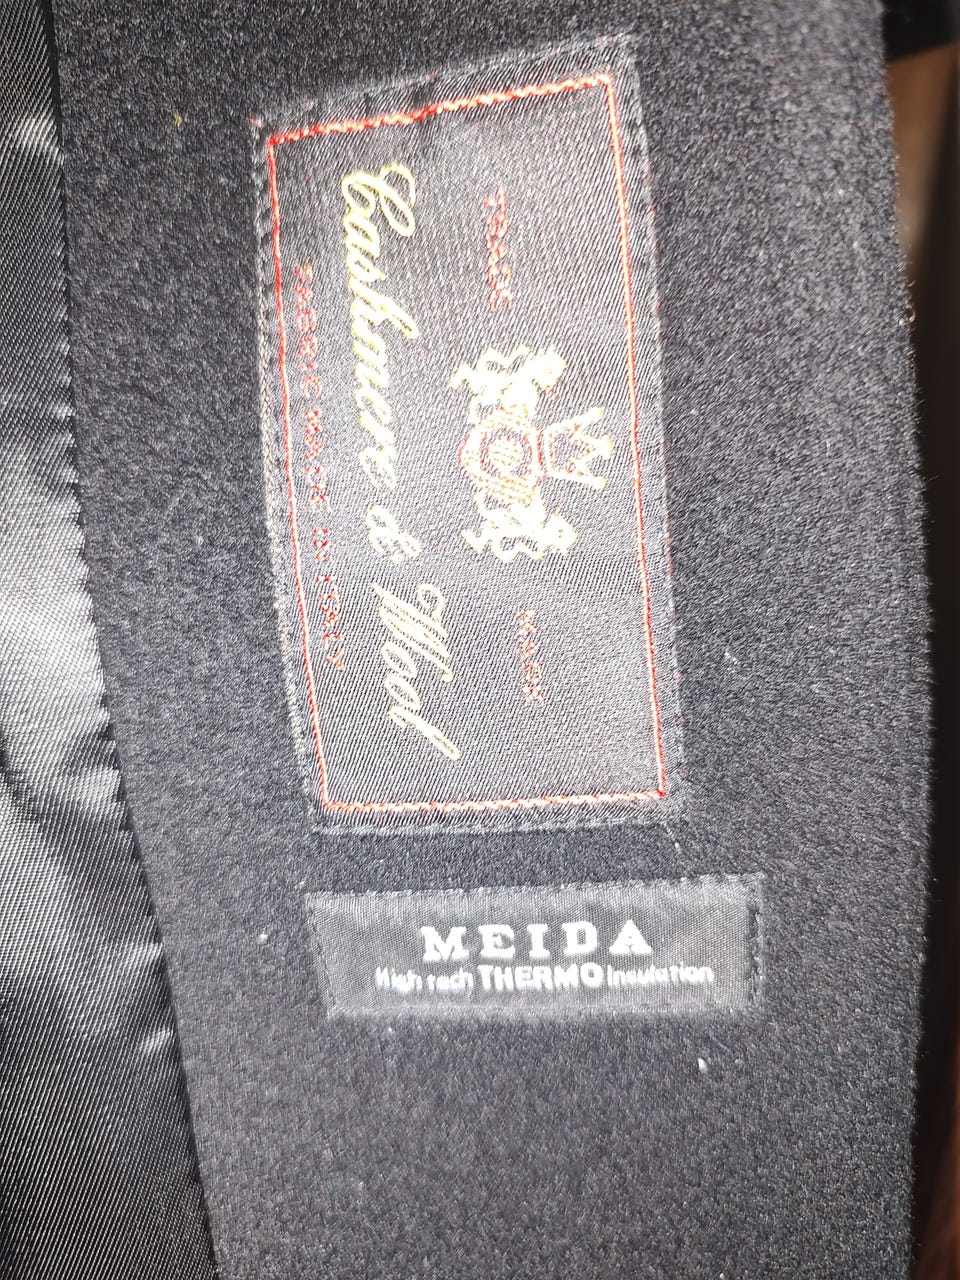 TRADE MARK
Cashmere & Wool
FABRIC MADE IN ITALY
MEIDA
High tech THERMO Insulation